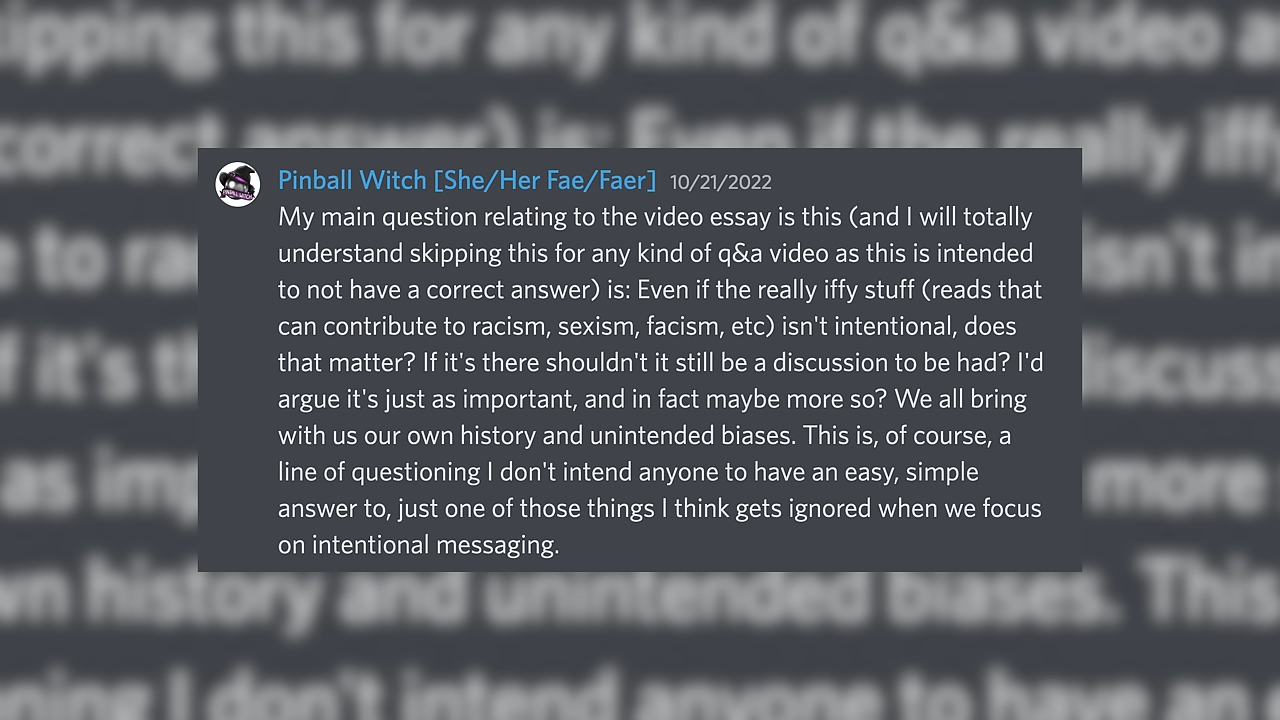 Pinball Witch [She/Her Fae/Faer] 10/21/2022
My main question relating to the video essay is this (and I will totally
understand skipping this for any kind of q&a video as this is intended
to not have a correct answer) is: Even if the really iffy stuff (reads that
can contribute to racism, sexism, facism, etc) isn't intentional, does
that matter? If it's there shouldn't it still be a discussion to be had? I'd
argue it's just as important, and in fact maybe more so? We all bring
with us our own history and unintended biases. This is, of course, a
line of questioning I don't intend anyone to have an easy, simple
answer to, just one of those things I think gets ignored when we focus
on intentional messaging.